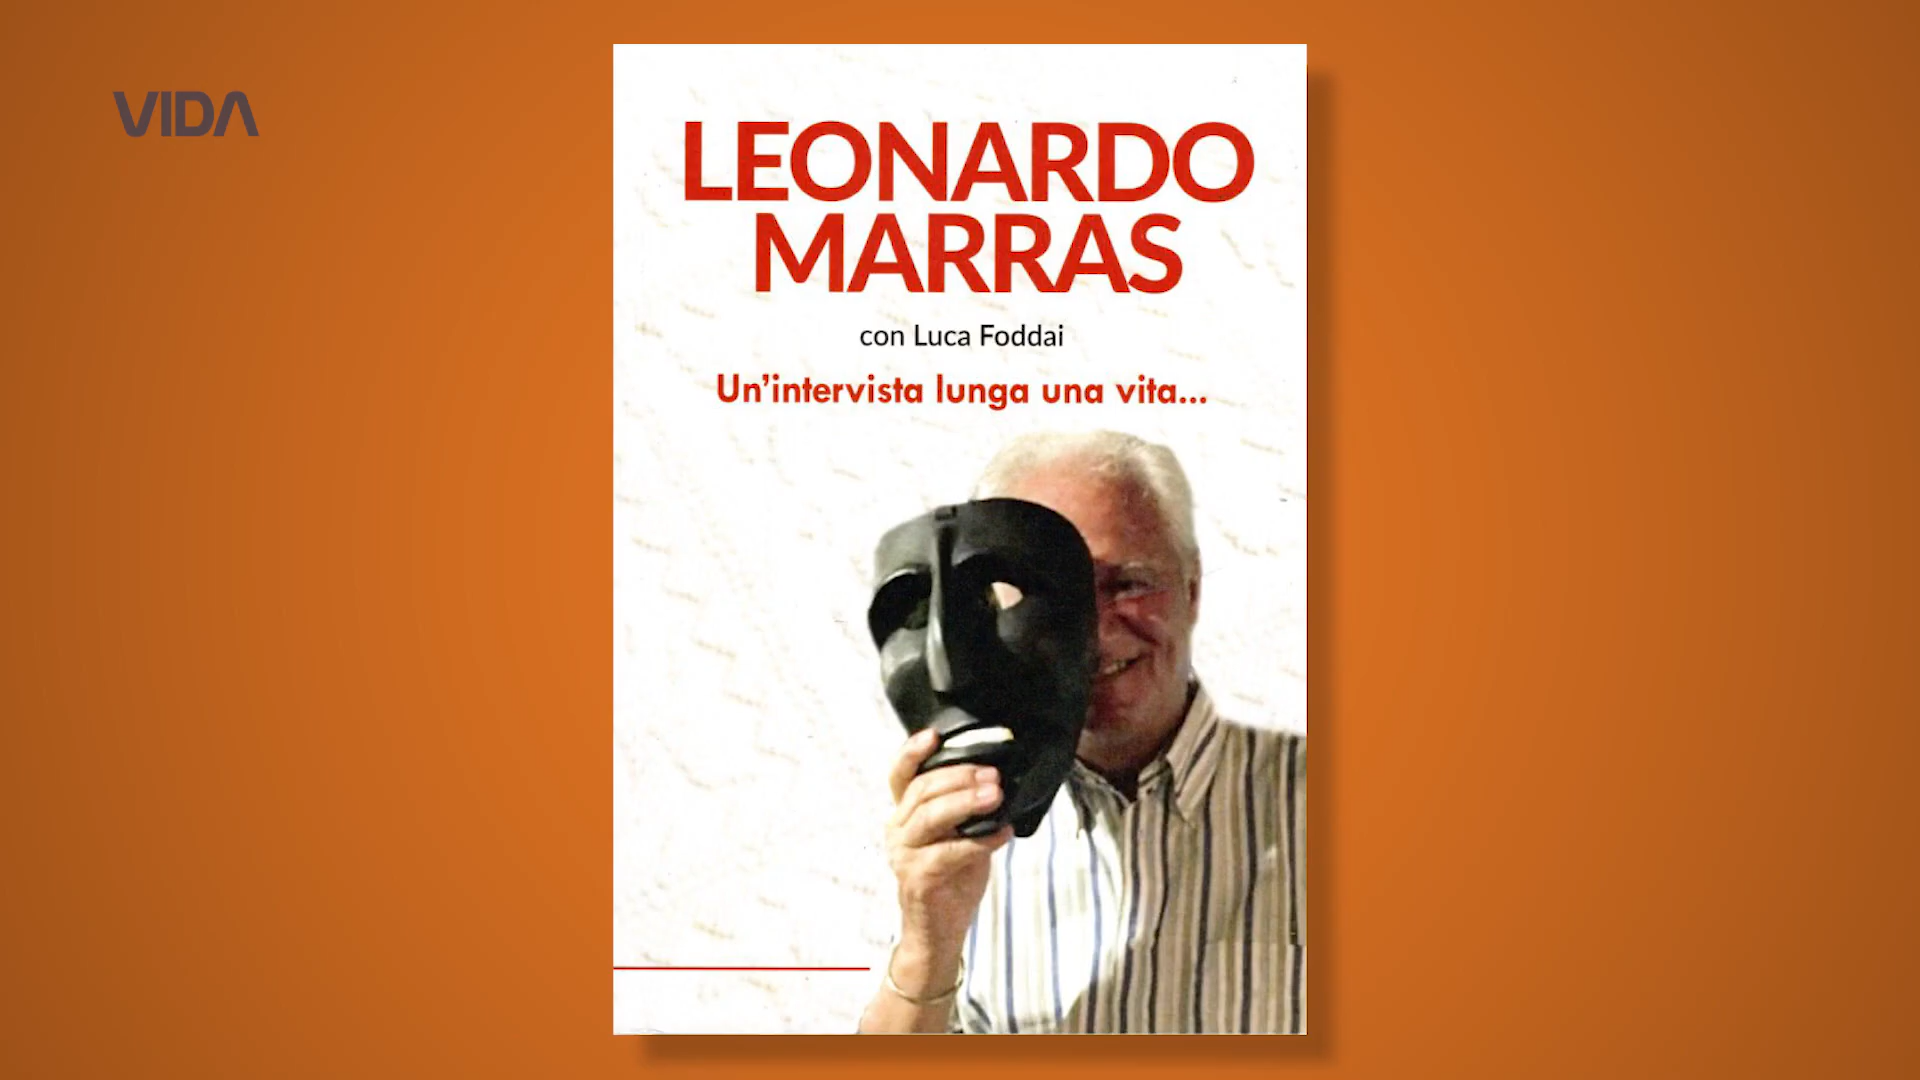 VIDA
LEONARDO
MARRAS
con Luca Foddai
Un'intervista lunga una vita...